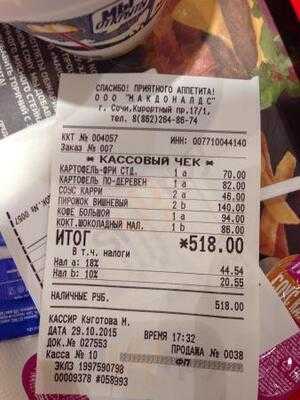 СПАСИБО! ПРИЯТНОГО АППЕТИТА!
ООО "МАКДОНАЛДС"
г. Сочи,Курортный пр.17/1,
тел. 8(862)264-86-74
ККТ № 004057 ИНН: 007710044140
Заказ № 007
* КАССОВЫЙ ЧЕК *
КАРТОФЕЛЬ-ФРИ СТД. 1 a 70.00
КАРТОФЕЛЬ ПО-ДЕРЕВЕН 1 a 82.00
СОУС КАРРИ 2 a 46.00
ПИРОЖОК ВИШНЕВЫЙ 2 b 140.00
КОФЕ БОЛЬШОЙ 1 a 94.00
КОКТ.ШОКОЛАДНЫЙ МАЛ. 1 b 86.00
ИТОГ *518.00
В т.ч. налоги
Нал a: 18% 44.54
Нал b: 10% 20.55
НАЛИЧНЫЕ РУБ. 518.00
КАССИР Куготова М.
ДАТА 29.10.2015 ВРЕМЯ 17:32
ДОК.№ 027553 ПРОДАЖА № 0038
Касса № 10 ФП
ЭКЛЗ 1997590798
00009378 #058993